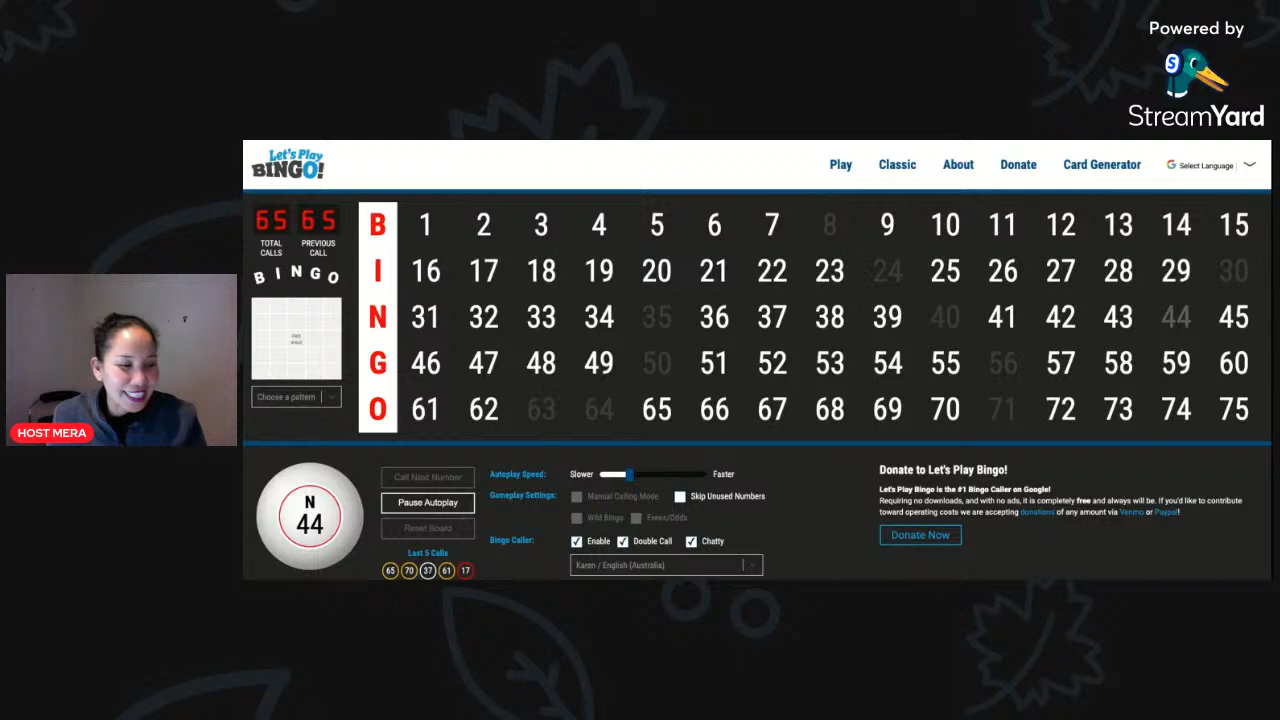 Powered by
StreamYard
Let's Play
BINGO!
Play Classic About Donate Card Generator Select Language
65 65
TOTAL CALLS PREVIOUS CALL
BINGO
FREE SPACE
Choose a pattern
B 1 2 3 4 5 6 7 8 9 10 11 12 13 14 15
I 16 17 18 19 20 21 22 23 24 25 26 27 28 29 30
N 31 32 33 34 35 36 37 38 39 40 41 42 43 44 45
G 46 47 48 49 50 51 52 53 54 55 56 57 58 59 60
O 61 62 63 64 65 66 67 68 69 70 71 72 73 74 75
HOST MERA
N
44
Call Next Number
Pause Autoplay
Reset Board
Last 5 Calls
65 70 37 61 17
Autoplay Speed: Slower Faster
Gameplay Settings: Manual Calling Mode Skip Unused Numbers
Wild Bingo Evens/Odds
Bingo Caller: Enable Double Call Chatty
Karen / English (Australia)
Donate to Let's Play Bingo!
Let's Play Bingo is the #1 Bingo Caller on Google!
Requiring no downloads, and with no ads, it is completely free and always will be. If you'd like to contribute
toward operating costs we are accepting donations of any amount via Venmo or Paypal!
Donate Now